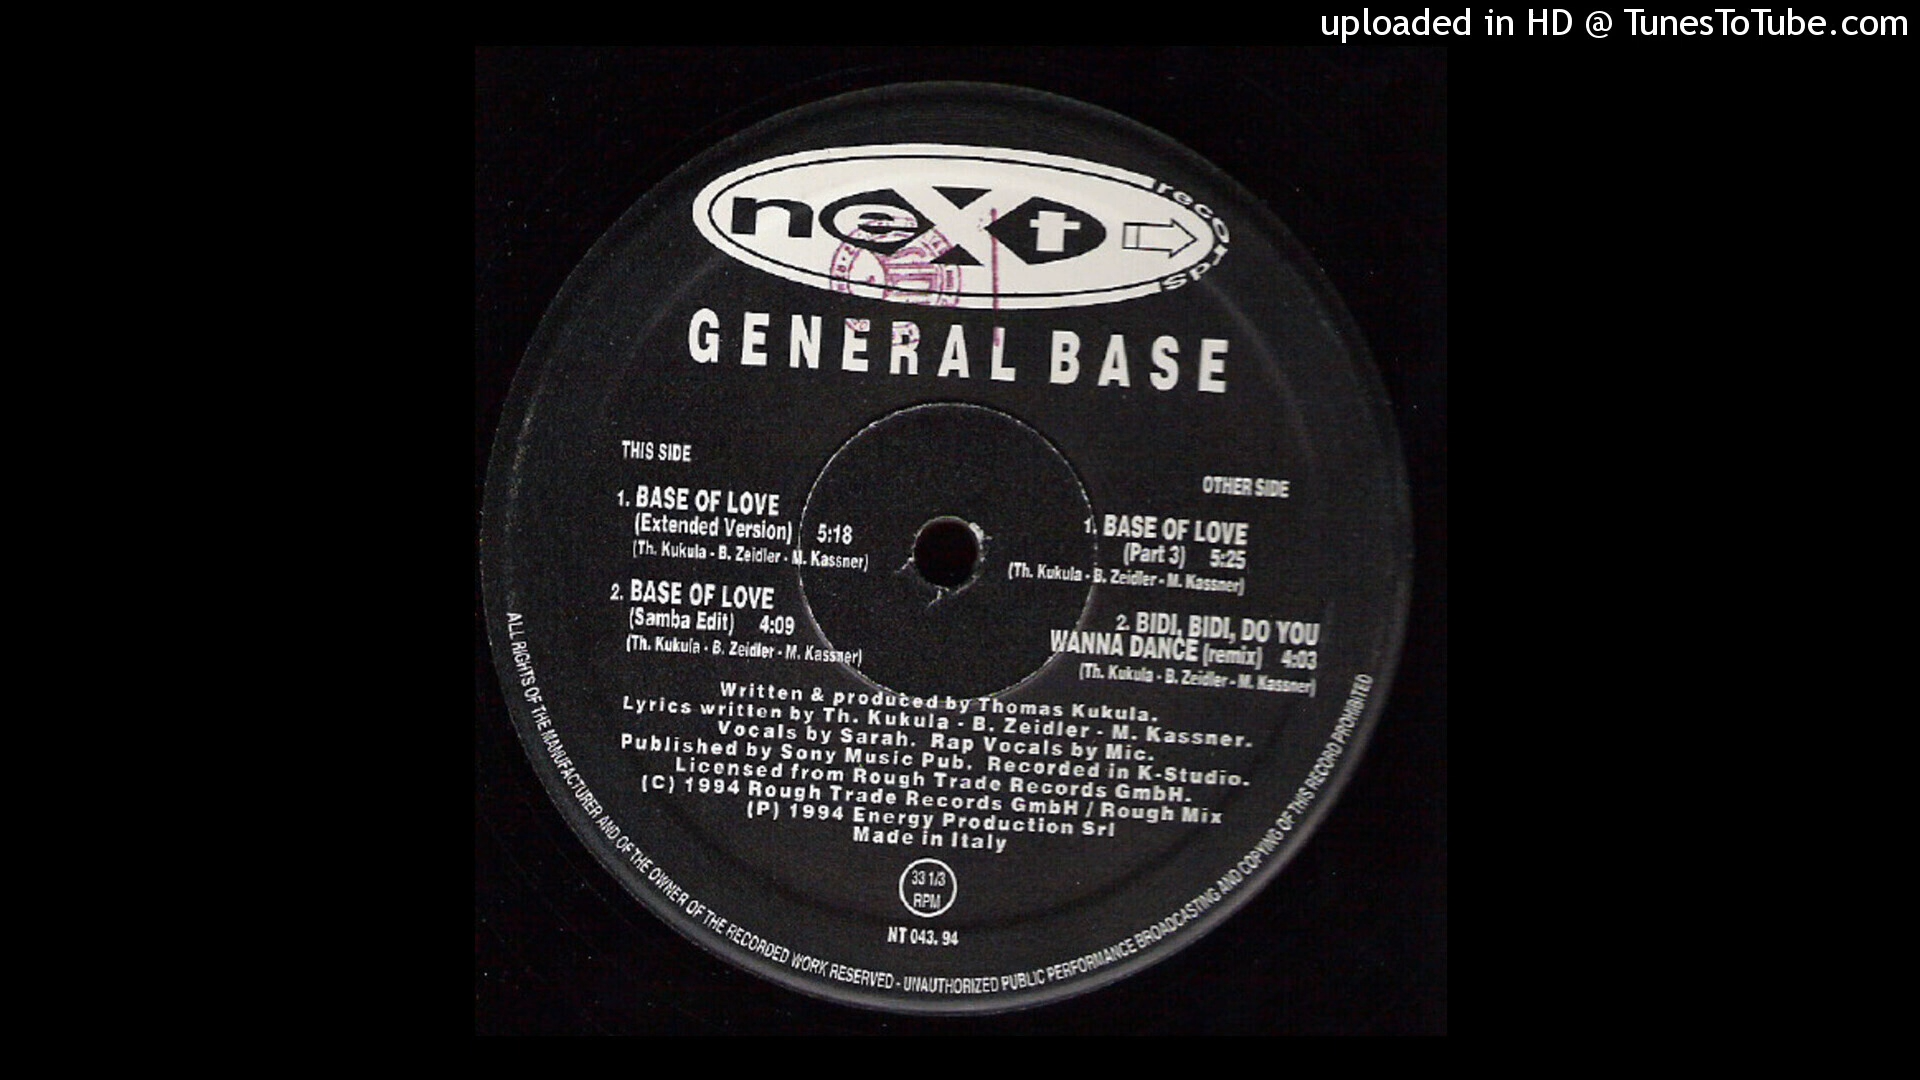 uploaded in HD @ TunesToTube.com
next records
GENERAL BASE
THIS SIDE
1. BASE OF LOVE
(Extended Version) 5:18
(Th. Kukula - B. Zeidler - M. Kassner)
2. BASE OF LOVE
(Samba Edit) 4:09
(Th. Kukula - B. Zeidler - M. Kassner)
OTHER SIDE
1. BASE OF LOVE
(Part 3) 5:25
(Th. Kukula - B. Zeidler - M. Kassner)
2. BIDI, BIDI, DO YOU
WANNA DANCE (remix) 4:03
(Th. Kukula - B. Zeidler - M. Kassner)
Written & produced by Thomas Kukula.
Lyrics written by Th. Kukula - B. Zeidler - M. Kassner.
Vocals by Sarah. Rap Vocals by Mic.
Published by Sony Music Pub. Recorded in K-Studio.
Licensed from Rough Trade Records GmbH.
(C) 1994 Rough Trade Records GmbH / Rough Mix
(P) 1994 Energy Production Srl
Made in Italy
33 1/3
RPM
NT 043. 94
ALL RIGHTS OF THE MANUFACTURER AND OF THE OWNER OF THE RECORDED WORK RESERVED - UNAUTHORIZED PUBLIC PERFORMANCE BROADCASTING AND COPYING OF THIS RECORD PROHIBITED